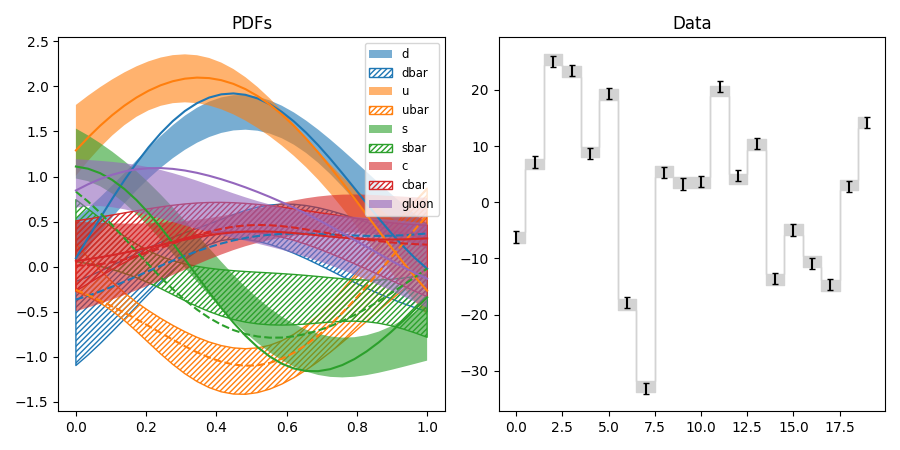 PDFs
2.5
2.0
1.5
1.0
0.5
0.0
−0.5
−1.0
−1.5
0.0 0.2 0.4 0.6 0.8 1.0
d
dbar
u
ubar
s
sbar
c
cbar
gluon
Data
20
10
0
−10
−20
−30
0.0 2.5 5.0 7.5 10.0 12.5 15.0 17.5